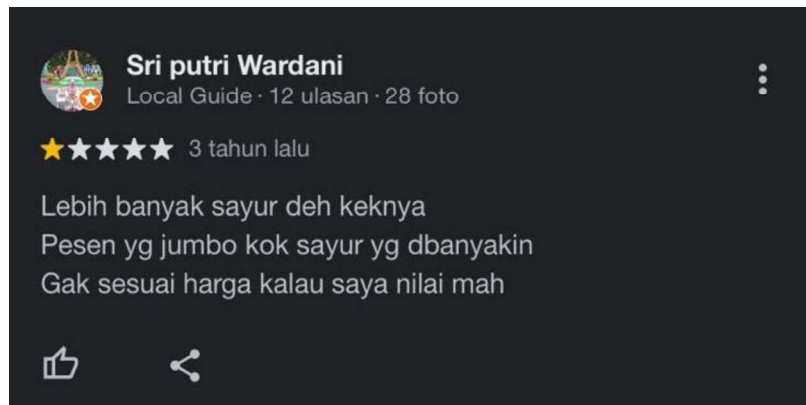 Sri putri Wardani
Local Guide · 12 ulasan · 28 foto
3 tahun lalu
Lebih banyak sayur deh keknya
Pesen yg jumbo kok sayur yg dbanyakin
Gak sesuai harga kalau saya nilai mah